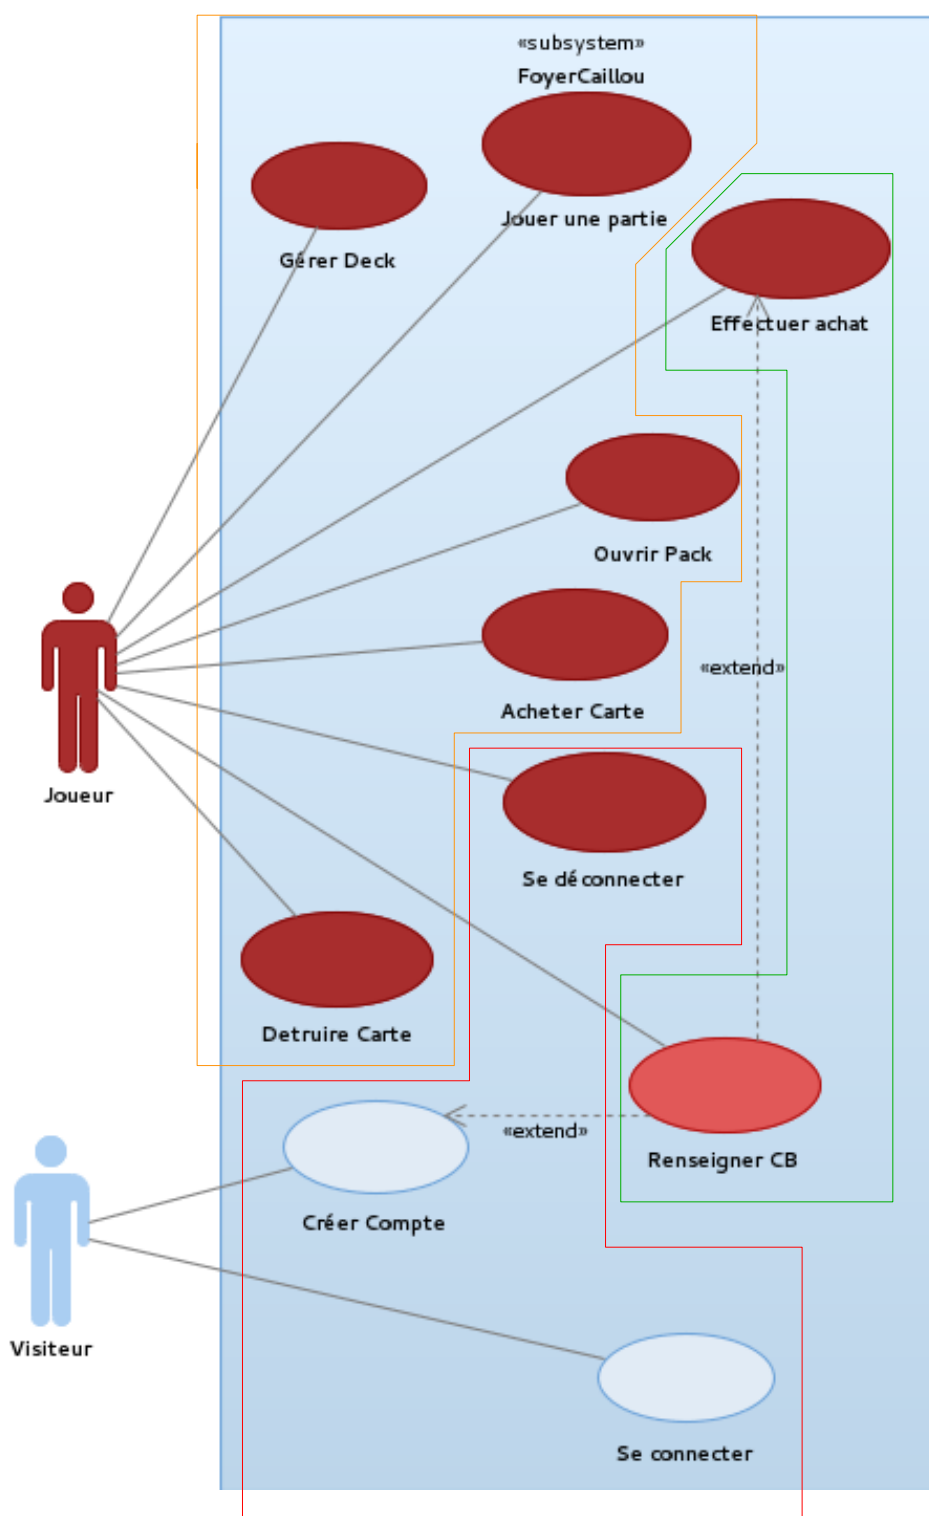 «subsystem»
FoyerCaillou
Jouer une partie
Gérer Deck
Effectuer achat
Ouvrir Pack
«extend»
Acheter Carte
Joueur
Se déconnecter
Detruire Carte
«extend»
Renseigner CB
Créer Compte
Visiteur
Se connecter